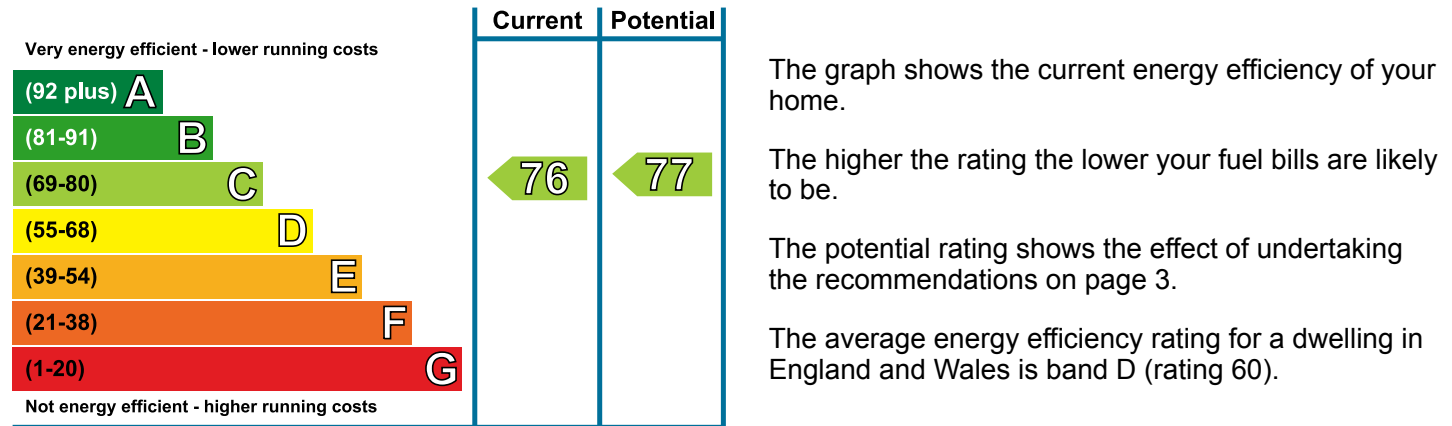 Current Potential
Very energy efficient - lower running costs
(92 plus) A
(81-91) B
(69-80) C
76 77
(55-68) D
(39-54) E
(21-38) F
(1-20) G
Not energy efficient - higher running costs
The graph shows the current energy efficiency of your
home.
The higher the rating the lower your fuel bills are likely
to be.
The potential rating shows the effect of undertaking
the recommendations on page 3.
The average energy efficiency rating for a dwelling in
England and Wales is band D (rating 60).